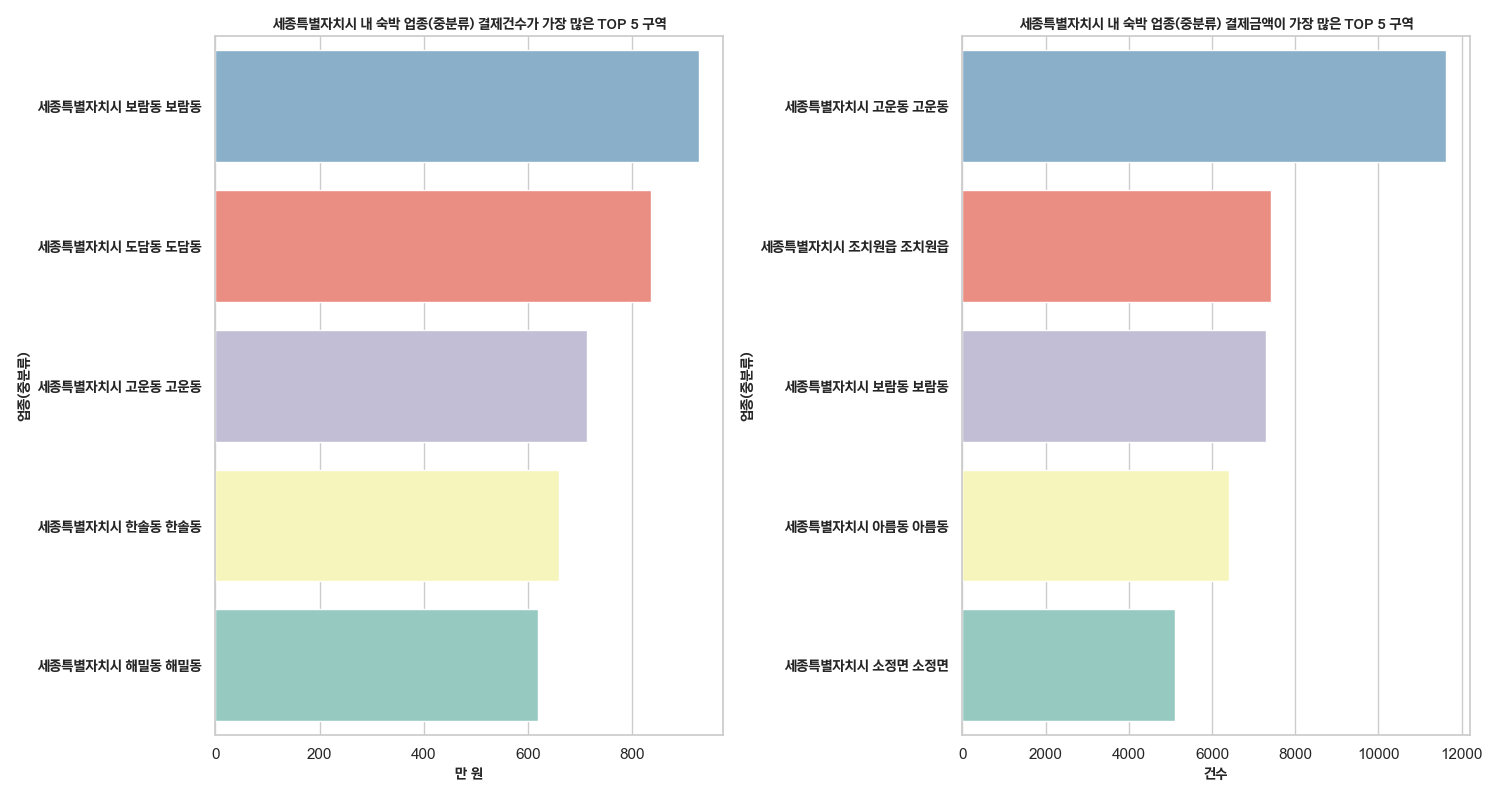 세종특별자치시 내 숙박 업종(중분류) 결제건수가 가장 많은 TOP 5 구역
세종특별자치시 보람동 보람동
세종특별자치시 도담동 도담동
세종특별자치시 고운동 고운동
세종특별자치시 한솔동 한솔동
세종특별자치시 해밀동 해밀동
업종(중분류)
0 200 400 600 800
만 원
세종특별자치시 내 숙박 업종(중분류) 결제금액이 가장 많은 TOP 5 구역
세종특별자치시 고운동 고운동
세종특별자치시 조치원읍 조치원읍
세종특별자치시 보람동 보람동
세종특별자치시 아름동 아름동
세종특별자치시 소정면 소정면
업종(중분류)
0 2000 4000 6000 8000 10000 12000
건수